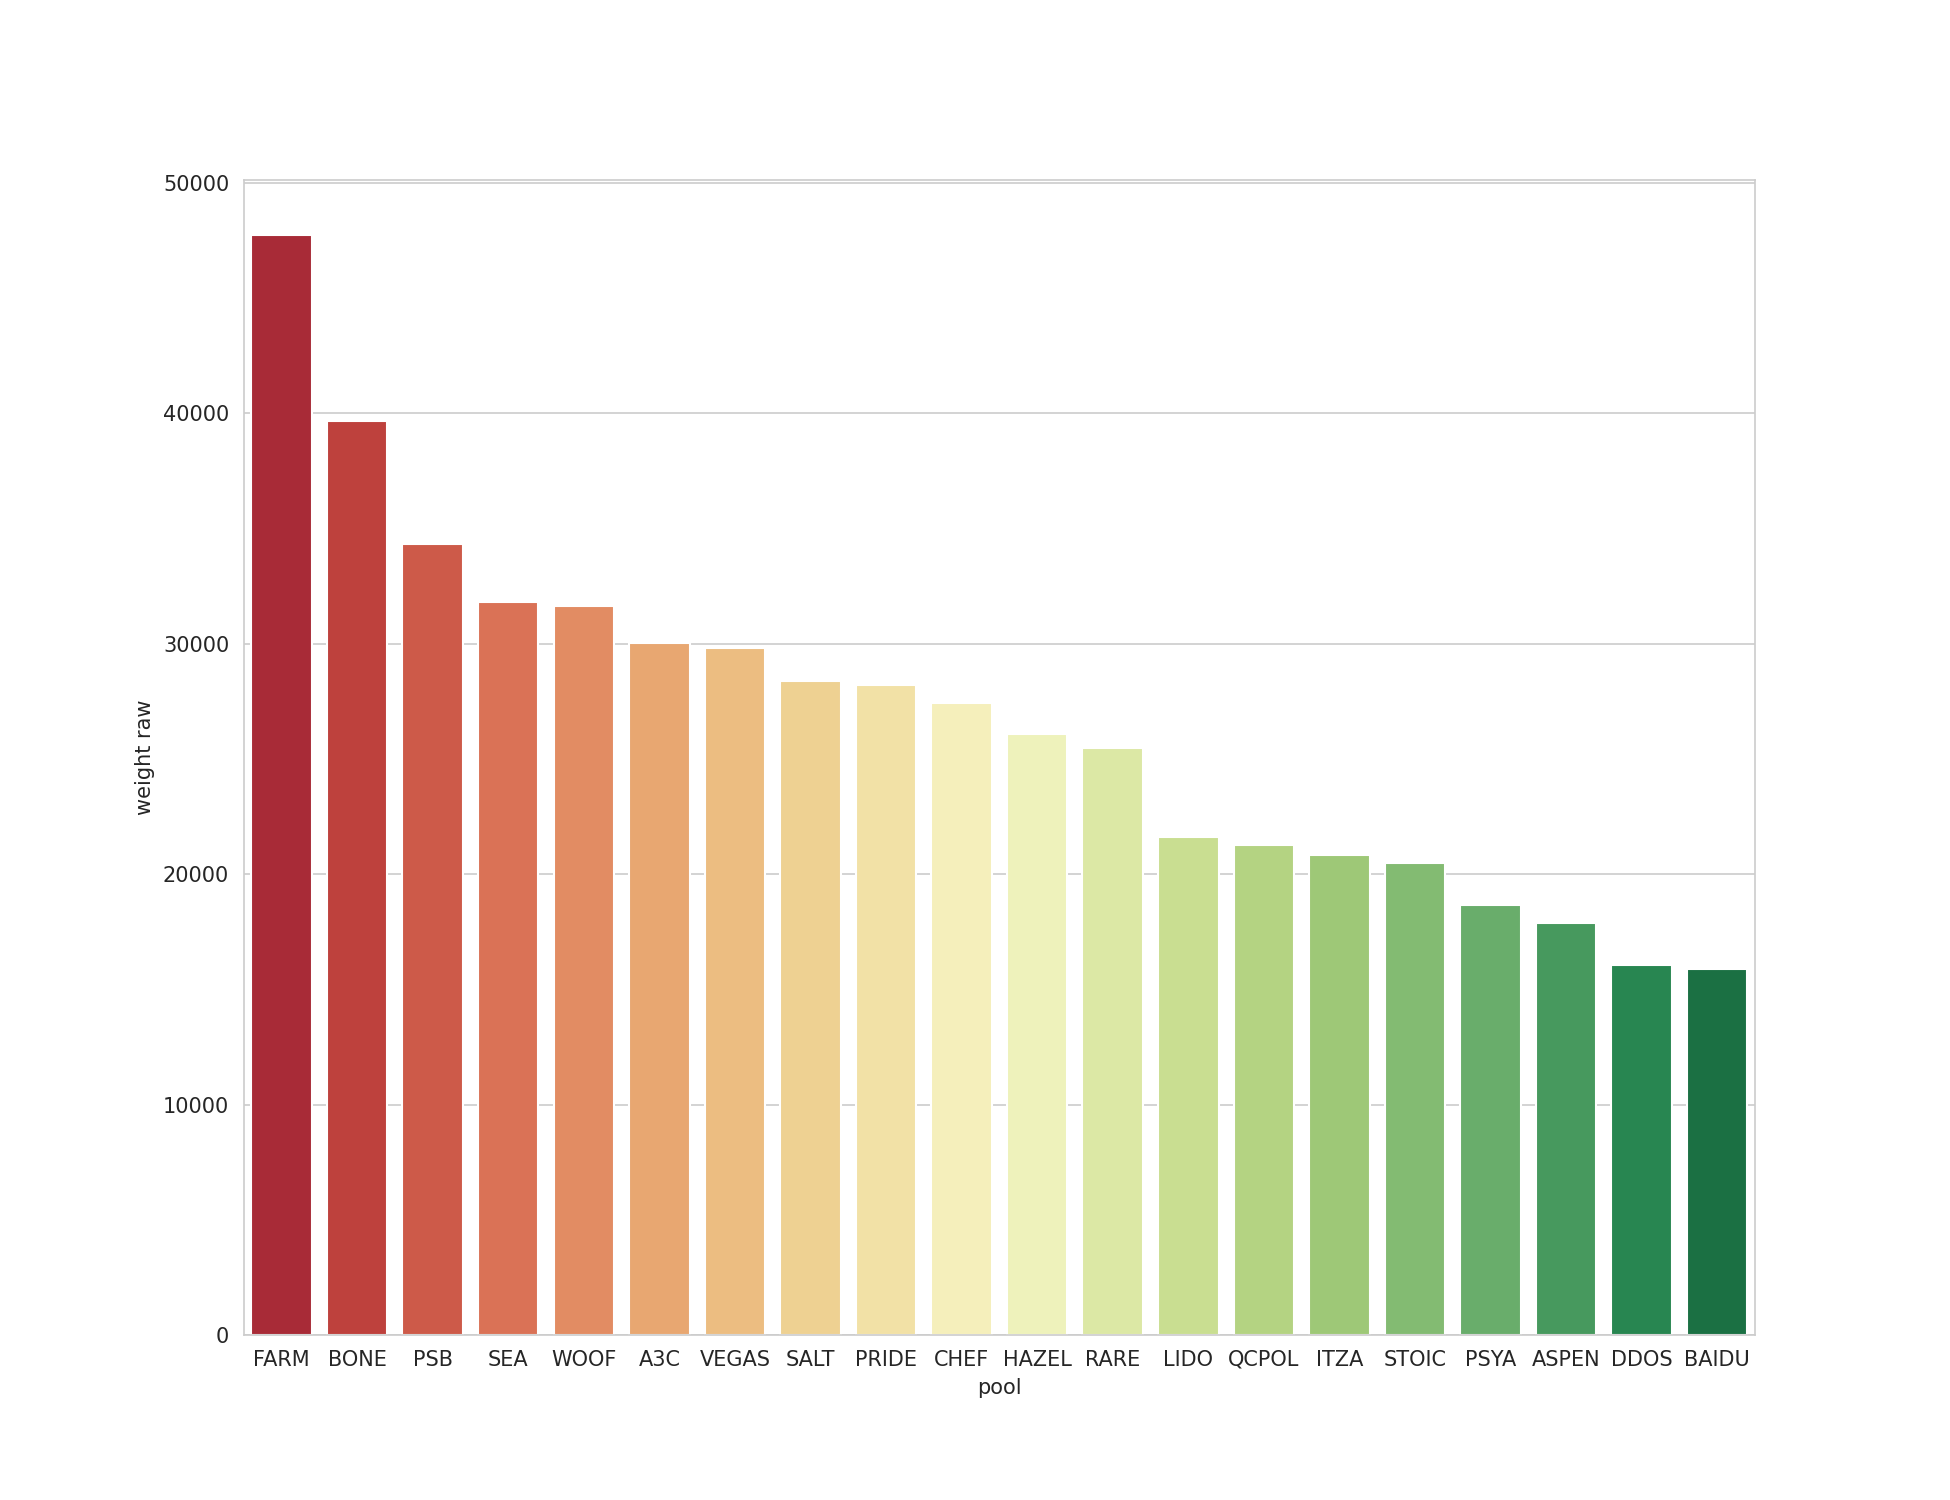 50000
40000
30000
20000
10000
0
weight raw
FARM BONE PSB SEA WOOF A3C VEGAS SALT PRIDE CHEF HAZEL RARE LIDO QCPOL ITZA STOIC PSYA ASPEN DDOS BAIDU
pool